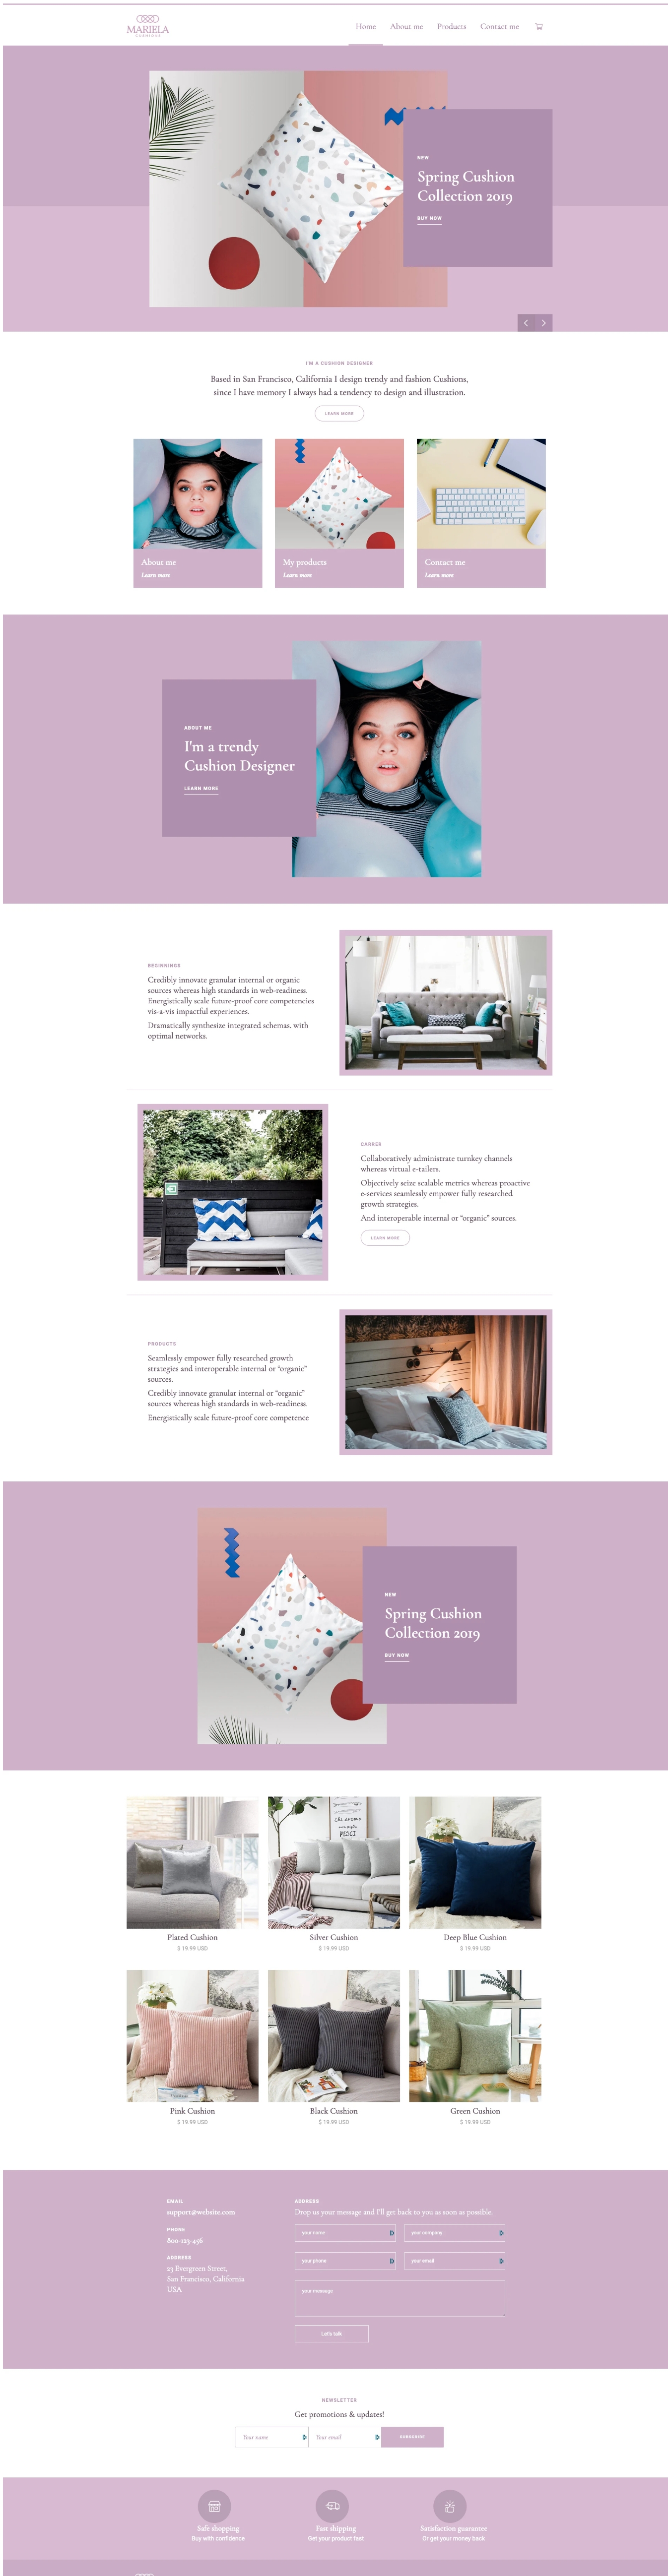 MARIELA
CUSHIONS
Home
About me
Products
Contact me
NEW
Spring Cushion
Collection 2019
BUY NOW
I'M A CUSHION DESIGNER
Based in San Francisco, California I design trendy and fashion Cushions,
since I have memory I always had a tendency to design and illustration.
LEARN MORE
About me
Learn more
My products
Learn more
Contact me
Learn more
ABOUT ME
I'm a trendy
Cushion Designer
LEARN MORE
BEGINNINGS
Credibly innovate granular internal or organic
sources whereas high standards in web-readiness.
Energistically scale future-proof core competencies
vis-a-vis impactful experiences.
Dramatically synthesize integrated schemas. with
optimal networks.
CARRER
Collaboratively administrate turnkey channels
whereas virtual e-tailers.
Objectively seize scalable metrics whereas proactive
e-services seamlessly empower fully researched
growth strategies.
And interoperable internal or “organic” sources.
LEARN MORE
PRODUCTS
Seamlessly empower fully researched growth
strategies and interoperable internal or “organic”
sources.
Credibly innovate granular internal or “organic”
sources whereas high standards in web-readiness.
Energistically scale future-proof core competence
NEW
Spring Cushion
Collection 2019
BUY NOW
Plated Cushion
$ 19.99 USD
Silver Cushion
$ 19.99 USD
Deep Blue Cushion
$ 19.99 USD
Pink Cushion
$ 19.99 USD
Black Cushion
$ 19.99 USD
Green Cushion
$ 19.99 USD
EMAIL
support@website.com
PHONE
800-123-456
ADDRESS
23 Evergreen Street,
San Francisco, California
USA
ADDRESS
Drop us your message and I'll get back to you as soon as possible.
your name
your company
your phone
your email
your message
Let's talk
NEWSLETTER
Get promotions & updates!
Your name
Your email
SUBSCRIBE
Safe shopping
Buy with confidence
Fast shipping
Get your product fast
Satisfaction guarantee
Or get your money back